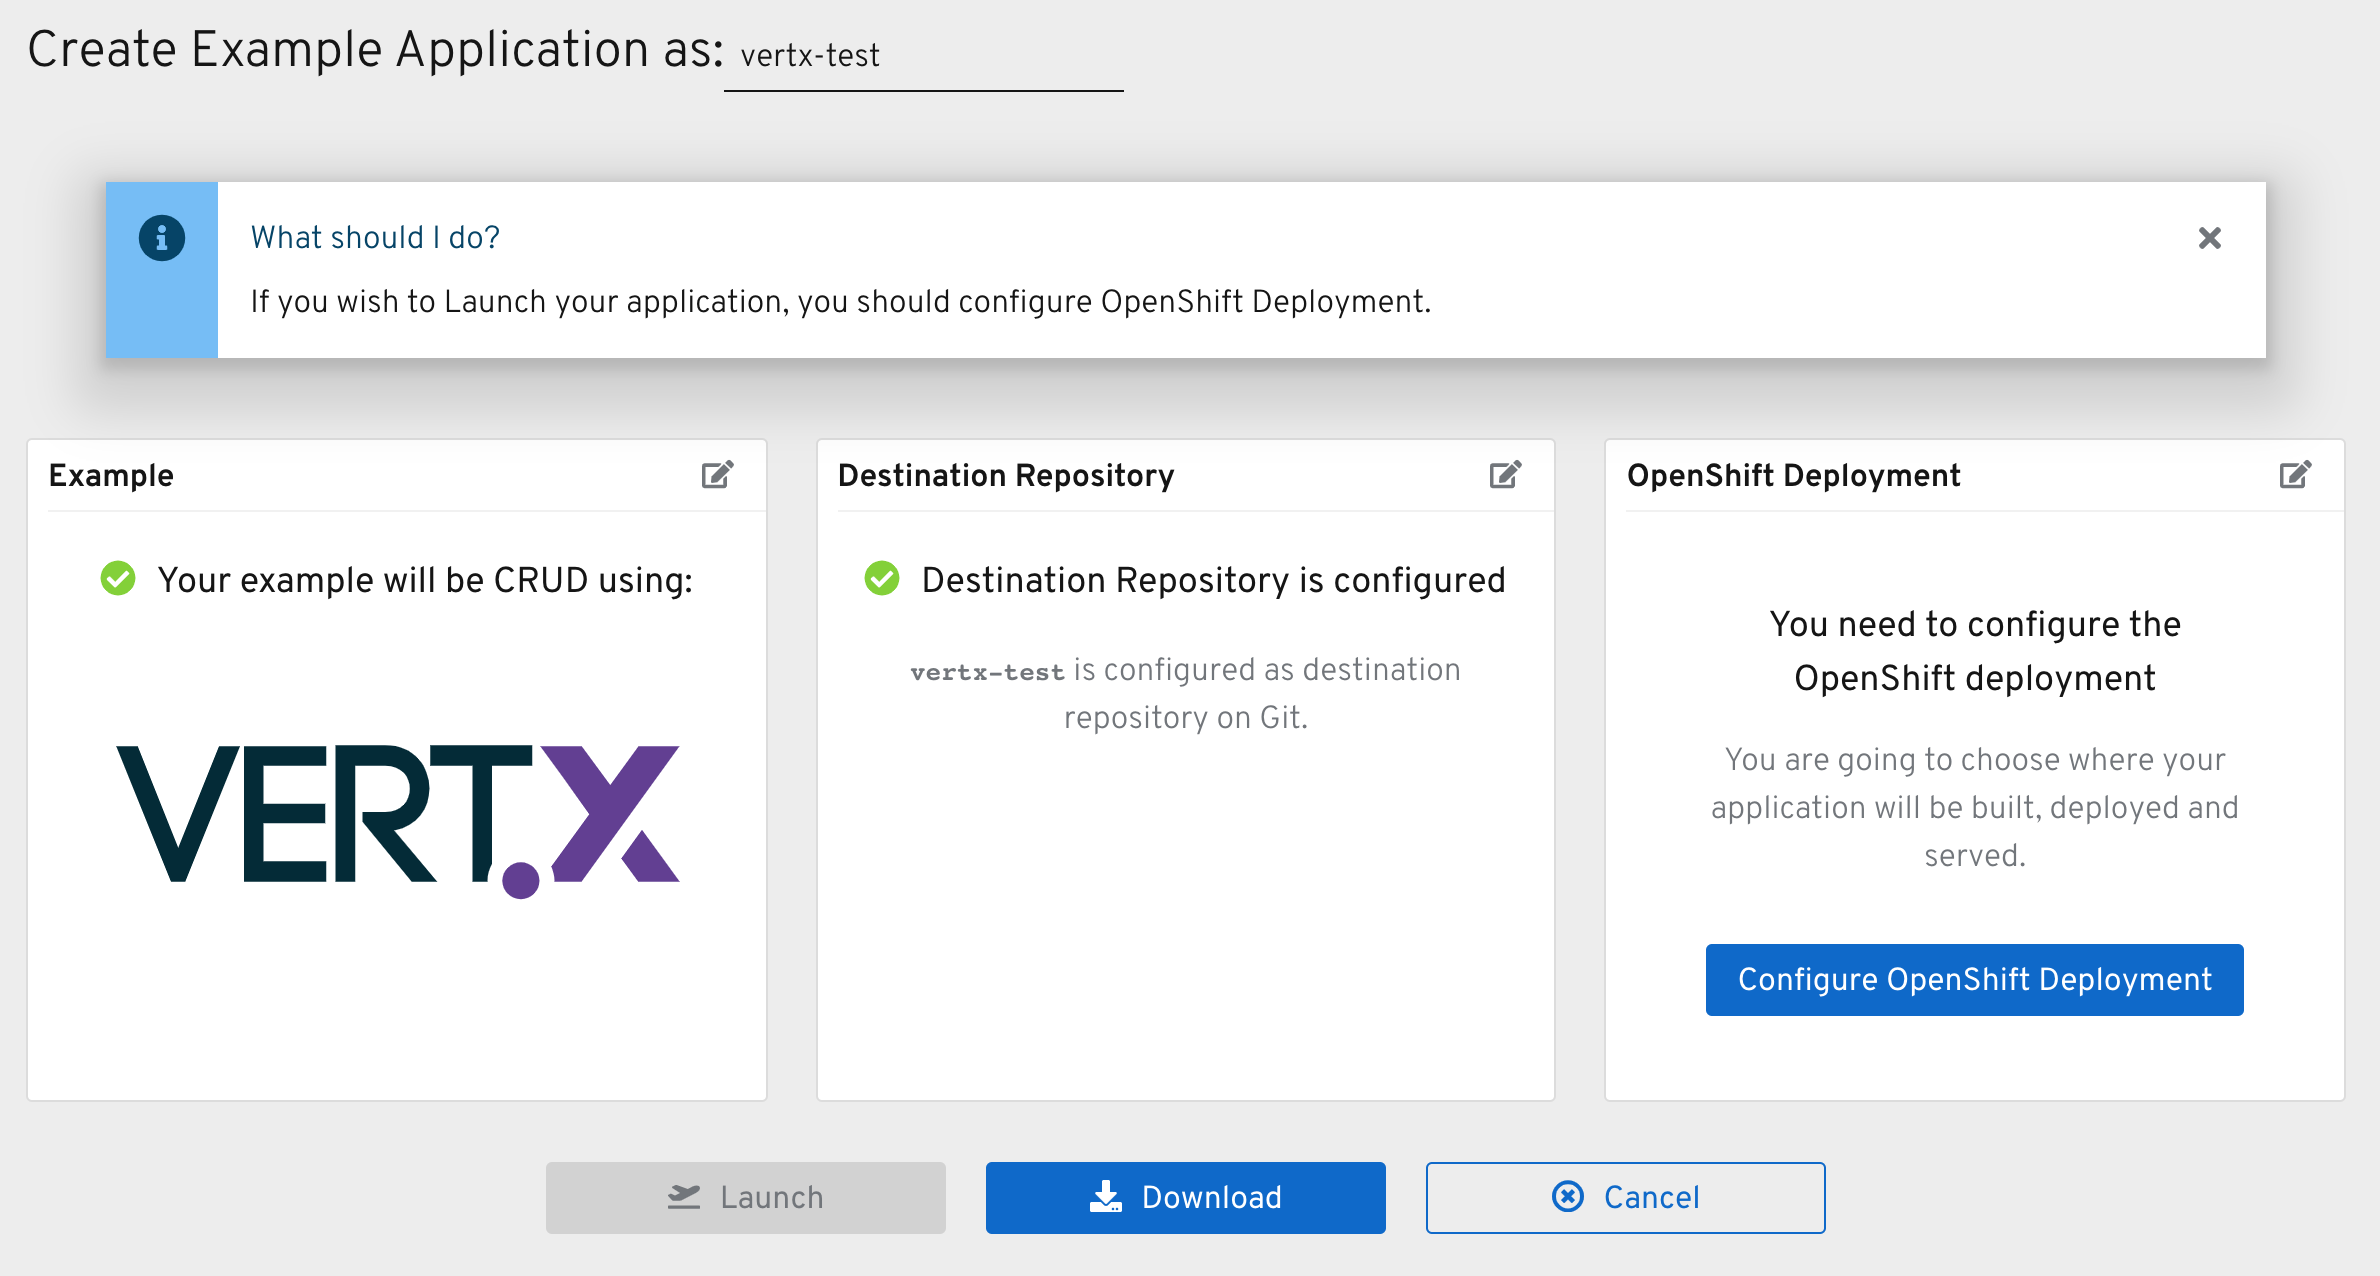 Create Example Application as: vertx-test
What should I do?
If you wish to Launch your application, you should configure OpenShift Deployment.
Example
Your example will be CRUD using:
VERT.X
Destination Repository
Destination Repository is configured
vertx-test is configured as destination
repository on Git.
OpenShift Deployment
You need to configure the
OpenShift deployment
You are going to choose where your
application will be built, deployed and
served.
Configure OpenShift Deployment
Launch
Download
Cancel